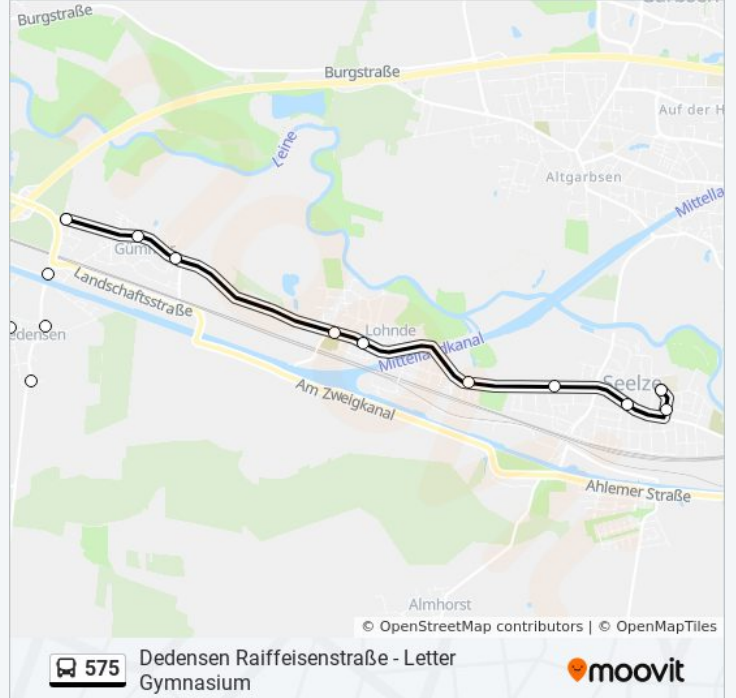 Burgstraße
Burgstraße
Auf der H
Leine
Altgarbsen
Mittella
Landschaftsstraße
Lohnde
edensen
Mittellandkanal
Seelze
Am Zweigkanal
Ahlemer Straße
Almhorst
© OpenStreetMap contributors | © OpenMapTiles
575
Dedensen Raiffeisenstraße - Letter
Gymnasium
moovit